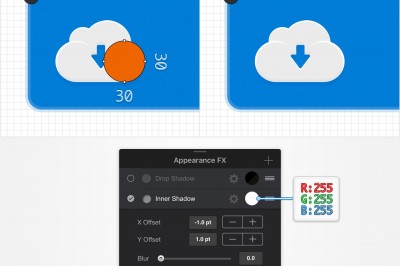 30
30
Appearance FX
Drop Shadow
Inner Shadow
R:255
G:255
B:255
X Offset -1.0 pt
Y Offset 1.0 pt
Blur 0.0